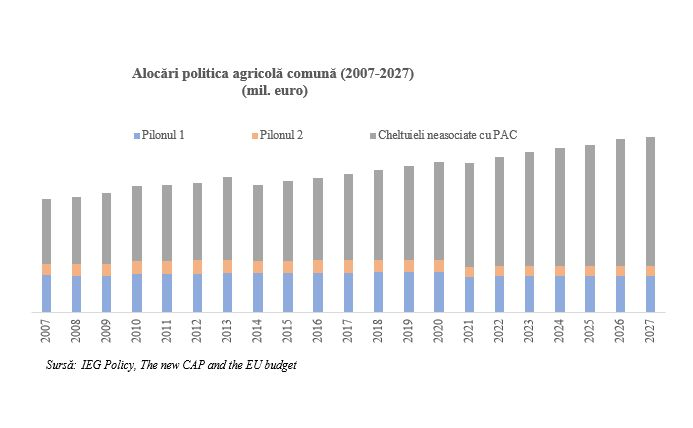 Alocări politica agricolă comună (2007-2027)
(mil. euro)
Pilonul 1 Pilonul 2 Cheltuieli neasociate cu PAC
2007 2008 2009 2010 2011 2012 2013 2014 2015 2016 2017 2018 2019 2020 2021 2022 2023 2024 2025 2026 2027
Sursă: IEG Policy, The new CAP and the EU budget